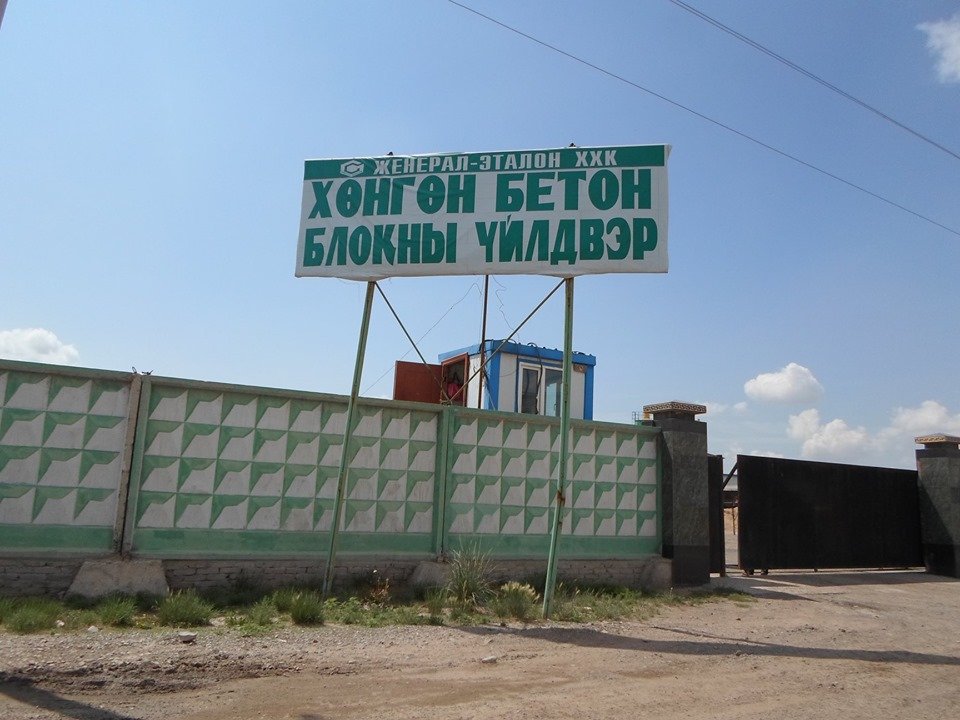 ЖЕНЕРАЛ-ЭТАЛОН ХХК
ХӨНГӨН БЕТОН
БЛОКНЫ ҮЙЛДВЭР